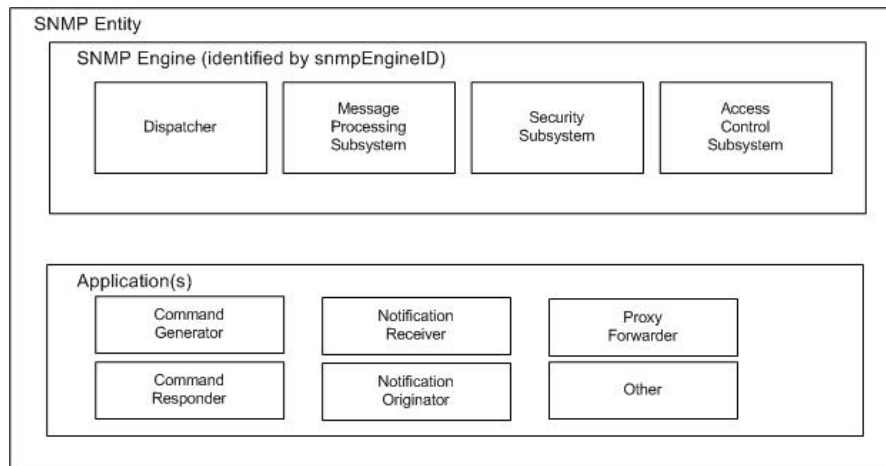 SNMP Entity
SNMP Engine (identified by snmpEngineID)
Dispatcher
Message
Processing
Subsystem
Security
Subsystem
Access
Control
Subsystem
Application(s)
Command
Generator
Notification
Receiver
Proxy
Forwarder
Command
Responder
Notification
Originator
Other